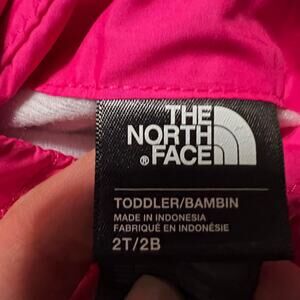 THE
NORTH
® FACE
TODDLER/BAMBIN
MADE IN INDONESIA
FABRIQUÉ EN INDONÉSIE
2T/2B